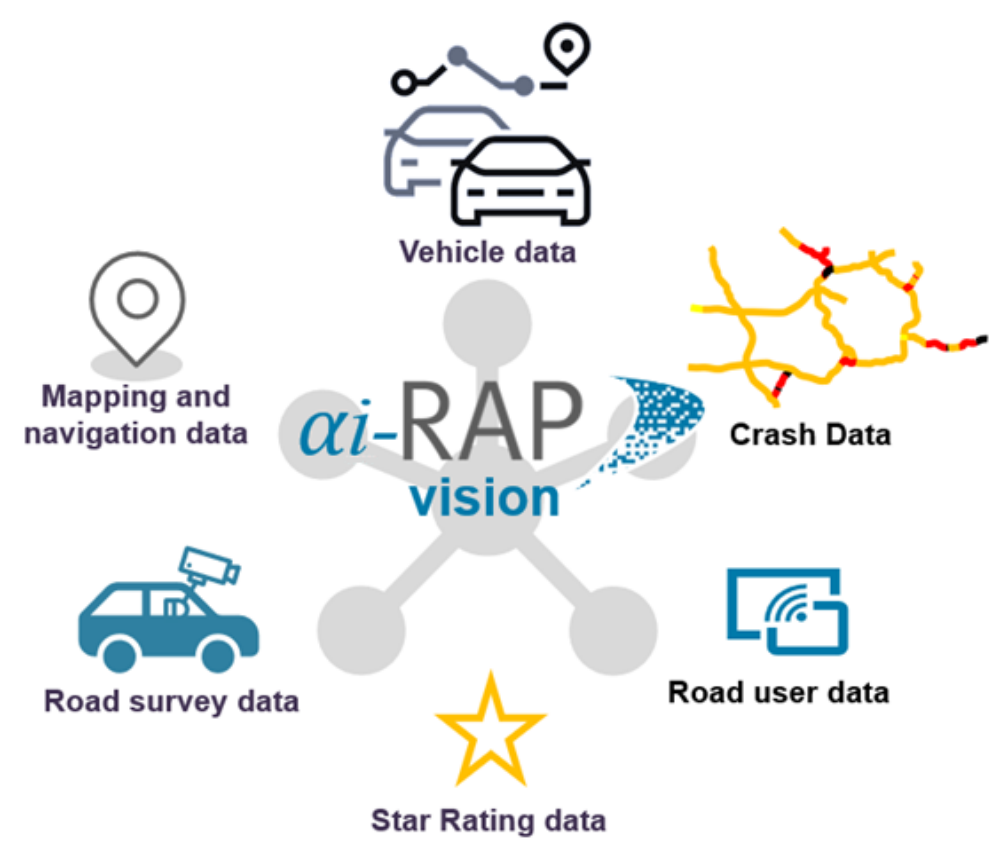 Vehicle data
Mapping and
navigation data
Crash Data
αi-RAP
vision
Road survey data
Road user data
Star Rating data